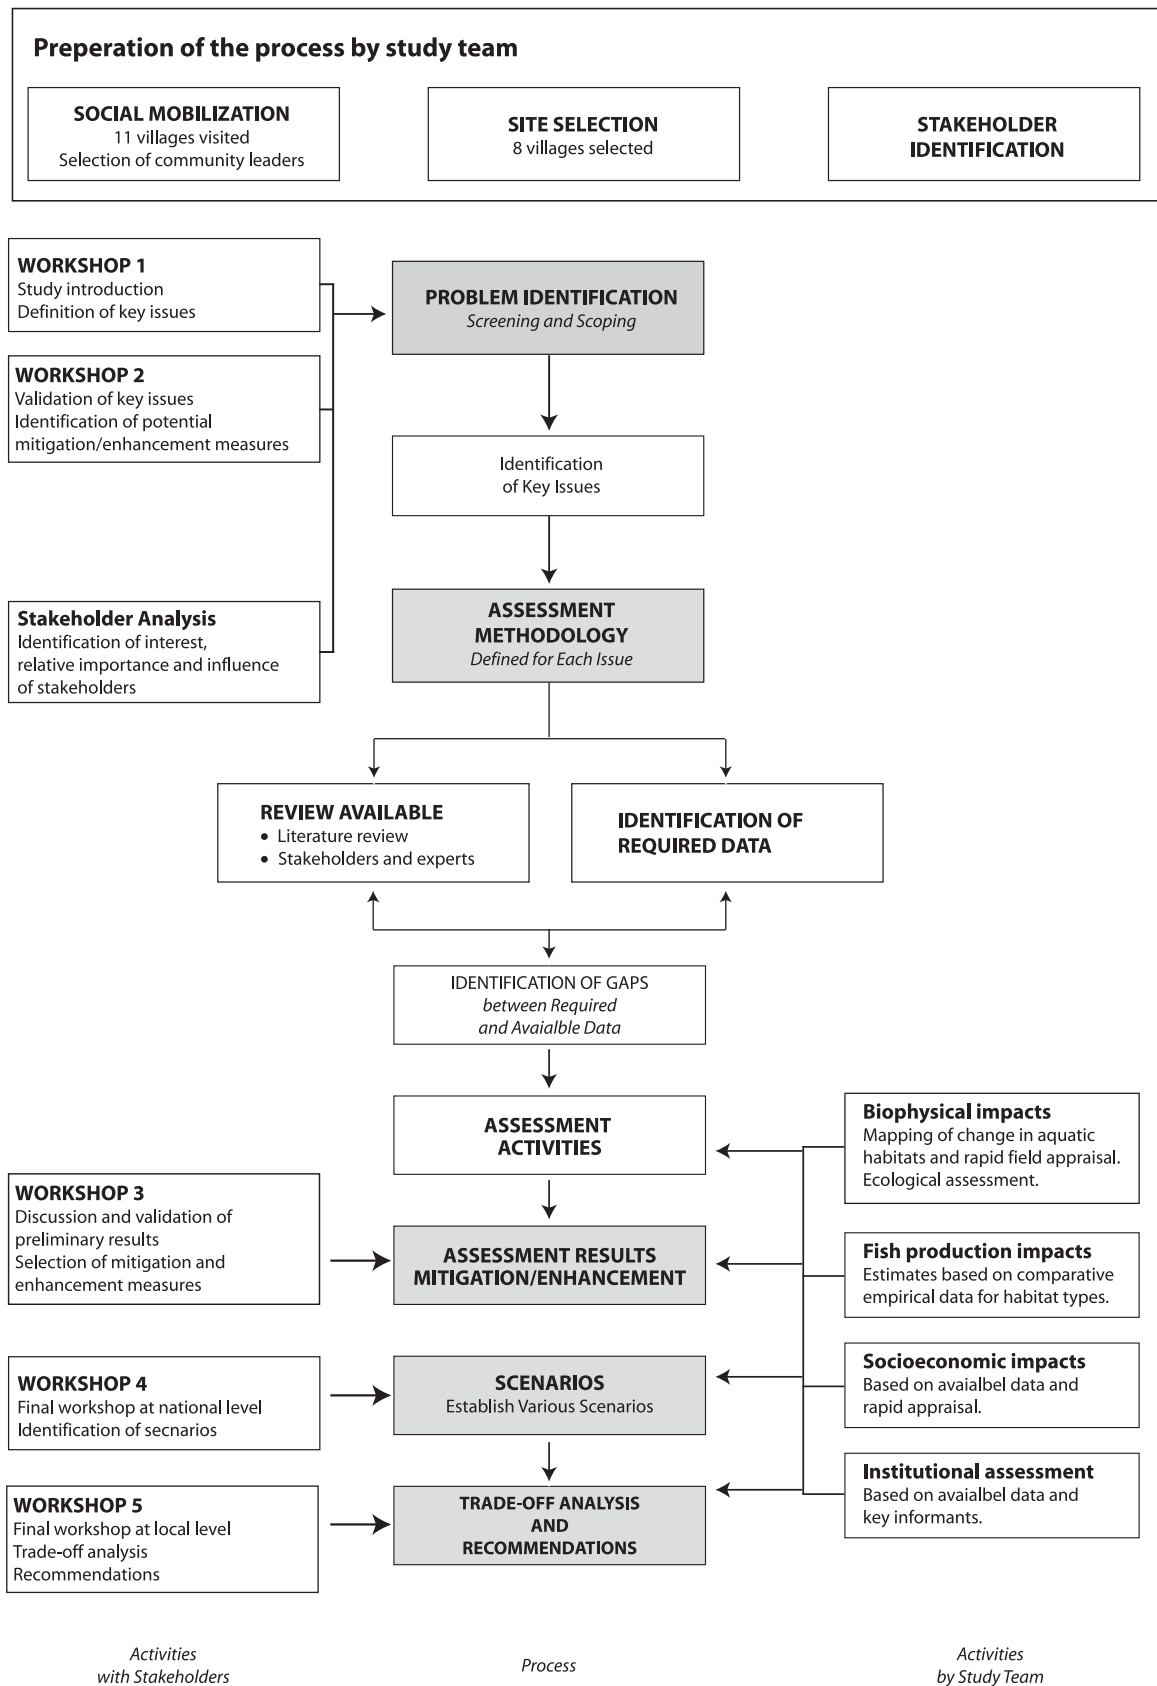 Preperation of the process by study team
SOCIAL MOBILIZATION
11 villages visited
Selection of community leaders
SITE SELECTION
8 villages selected
STAKEHOLDER
IDENTIFICATION
WORKSHOP 1
Study introduction
Definition of key issues
PROBLEM IDENTIFICATION
Screening and Scoping
WORKSHOP 2
Validation of key issues
Identification of potential
mitigation/enhancement measures
Identification
of Key Issues
Stakeholder Analysis
Identification of interest,
relative importance and influence
of stakeholders
ASSESSMENT
METHODOLOGY
Defined for Each Issue
REVIEW AVAILABLE
• Literature review
• Stakeholders and experts
IDENTIFICATION OF
REQUIRED DATA
IDENTIFICATION OF GAPS
between Required
and Avaialble Data
ASSESSMENT
ACTIVITIES
Biophysical impacts
Mapping of change in aquatic
habitats and rapid field appraisal.
Ecological assessment.
WORKSHOP 3
Discussion and validation of
preliminary results
Selection of mitigation and
enhancement measures
ASSESSMENT RESULTS
MITIGATION/ENHANCEMENT
Fish production impacts
Estimates based on comparative
empirical data for habitat types.
WORKSHOP 4
Final workshop at national level
Identification of secnarios
SCENARIOS
Establish Various Scenarios
Socioeconomic impacts
Based on avaialbel data and
rapid appraisal.
WORKSHOP 5
Final workshop at local level
Trade-off analysis
Recommendations
TRADE-OFF ANALYSIS
AND
RECOMMENDATIONS
Institutional assessment
Based on avaialbel data and
key informants.
Activities
with Stakeholders
Process
Activities
by Study Team